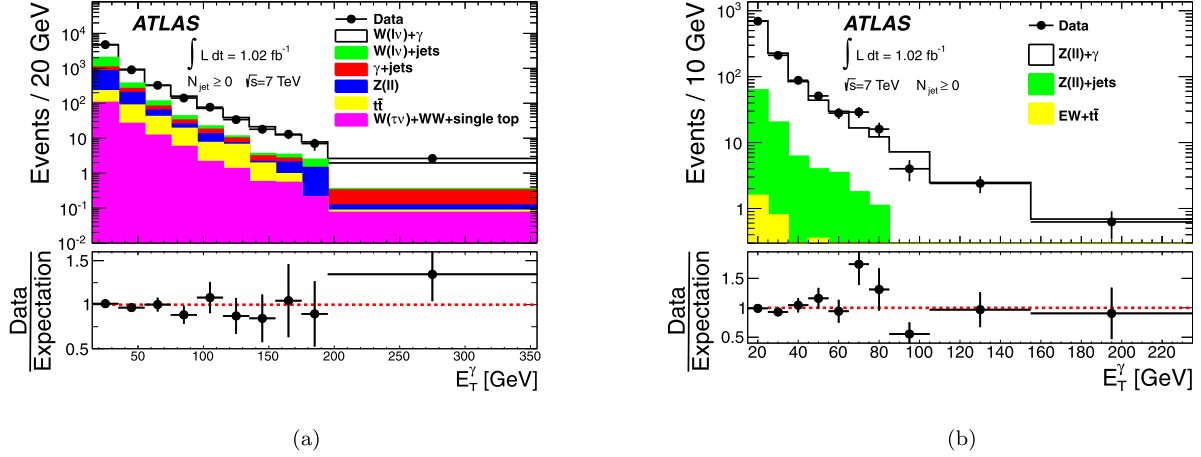 ATLAS
∫ L dt = 1.02 fb⁻¹
N_jet ≥ 0 √s=7 TeV
Data
W(lν)+γ
W(lν)+jets
γ+jets
Z(ll)
tt̄
W(τν)+WW+single top
Events / 20 GeV
10⁴
10³
10²
10
1
10⁻¹
10⁻²
Data
Expectation
1.5
1
0.5
50 100 150 200 250 300 350
E_T^γ [GeV]
(a)
ATLAS
∫ L dt = 1.02 fb⁻¹
√s=7 TeV N_jet ≥ 0
Data
Z(ll)+γ
Z(ll)+jets
EW+tt̄
Events / 10 GeV
10³
10²
10
1
Data
Expectation
1.5
1
0.5
20 40 60 80 100 120 140 160 180 200 220
E_T^γ [GeV]
(b)